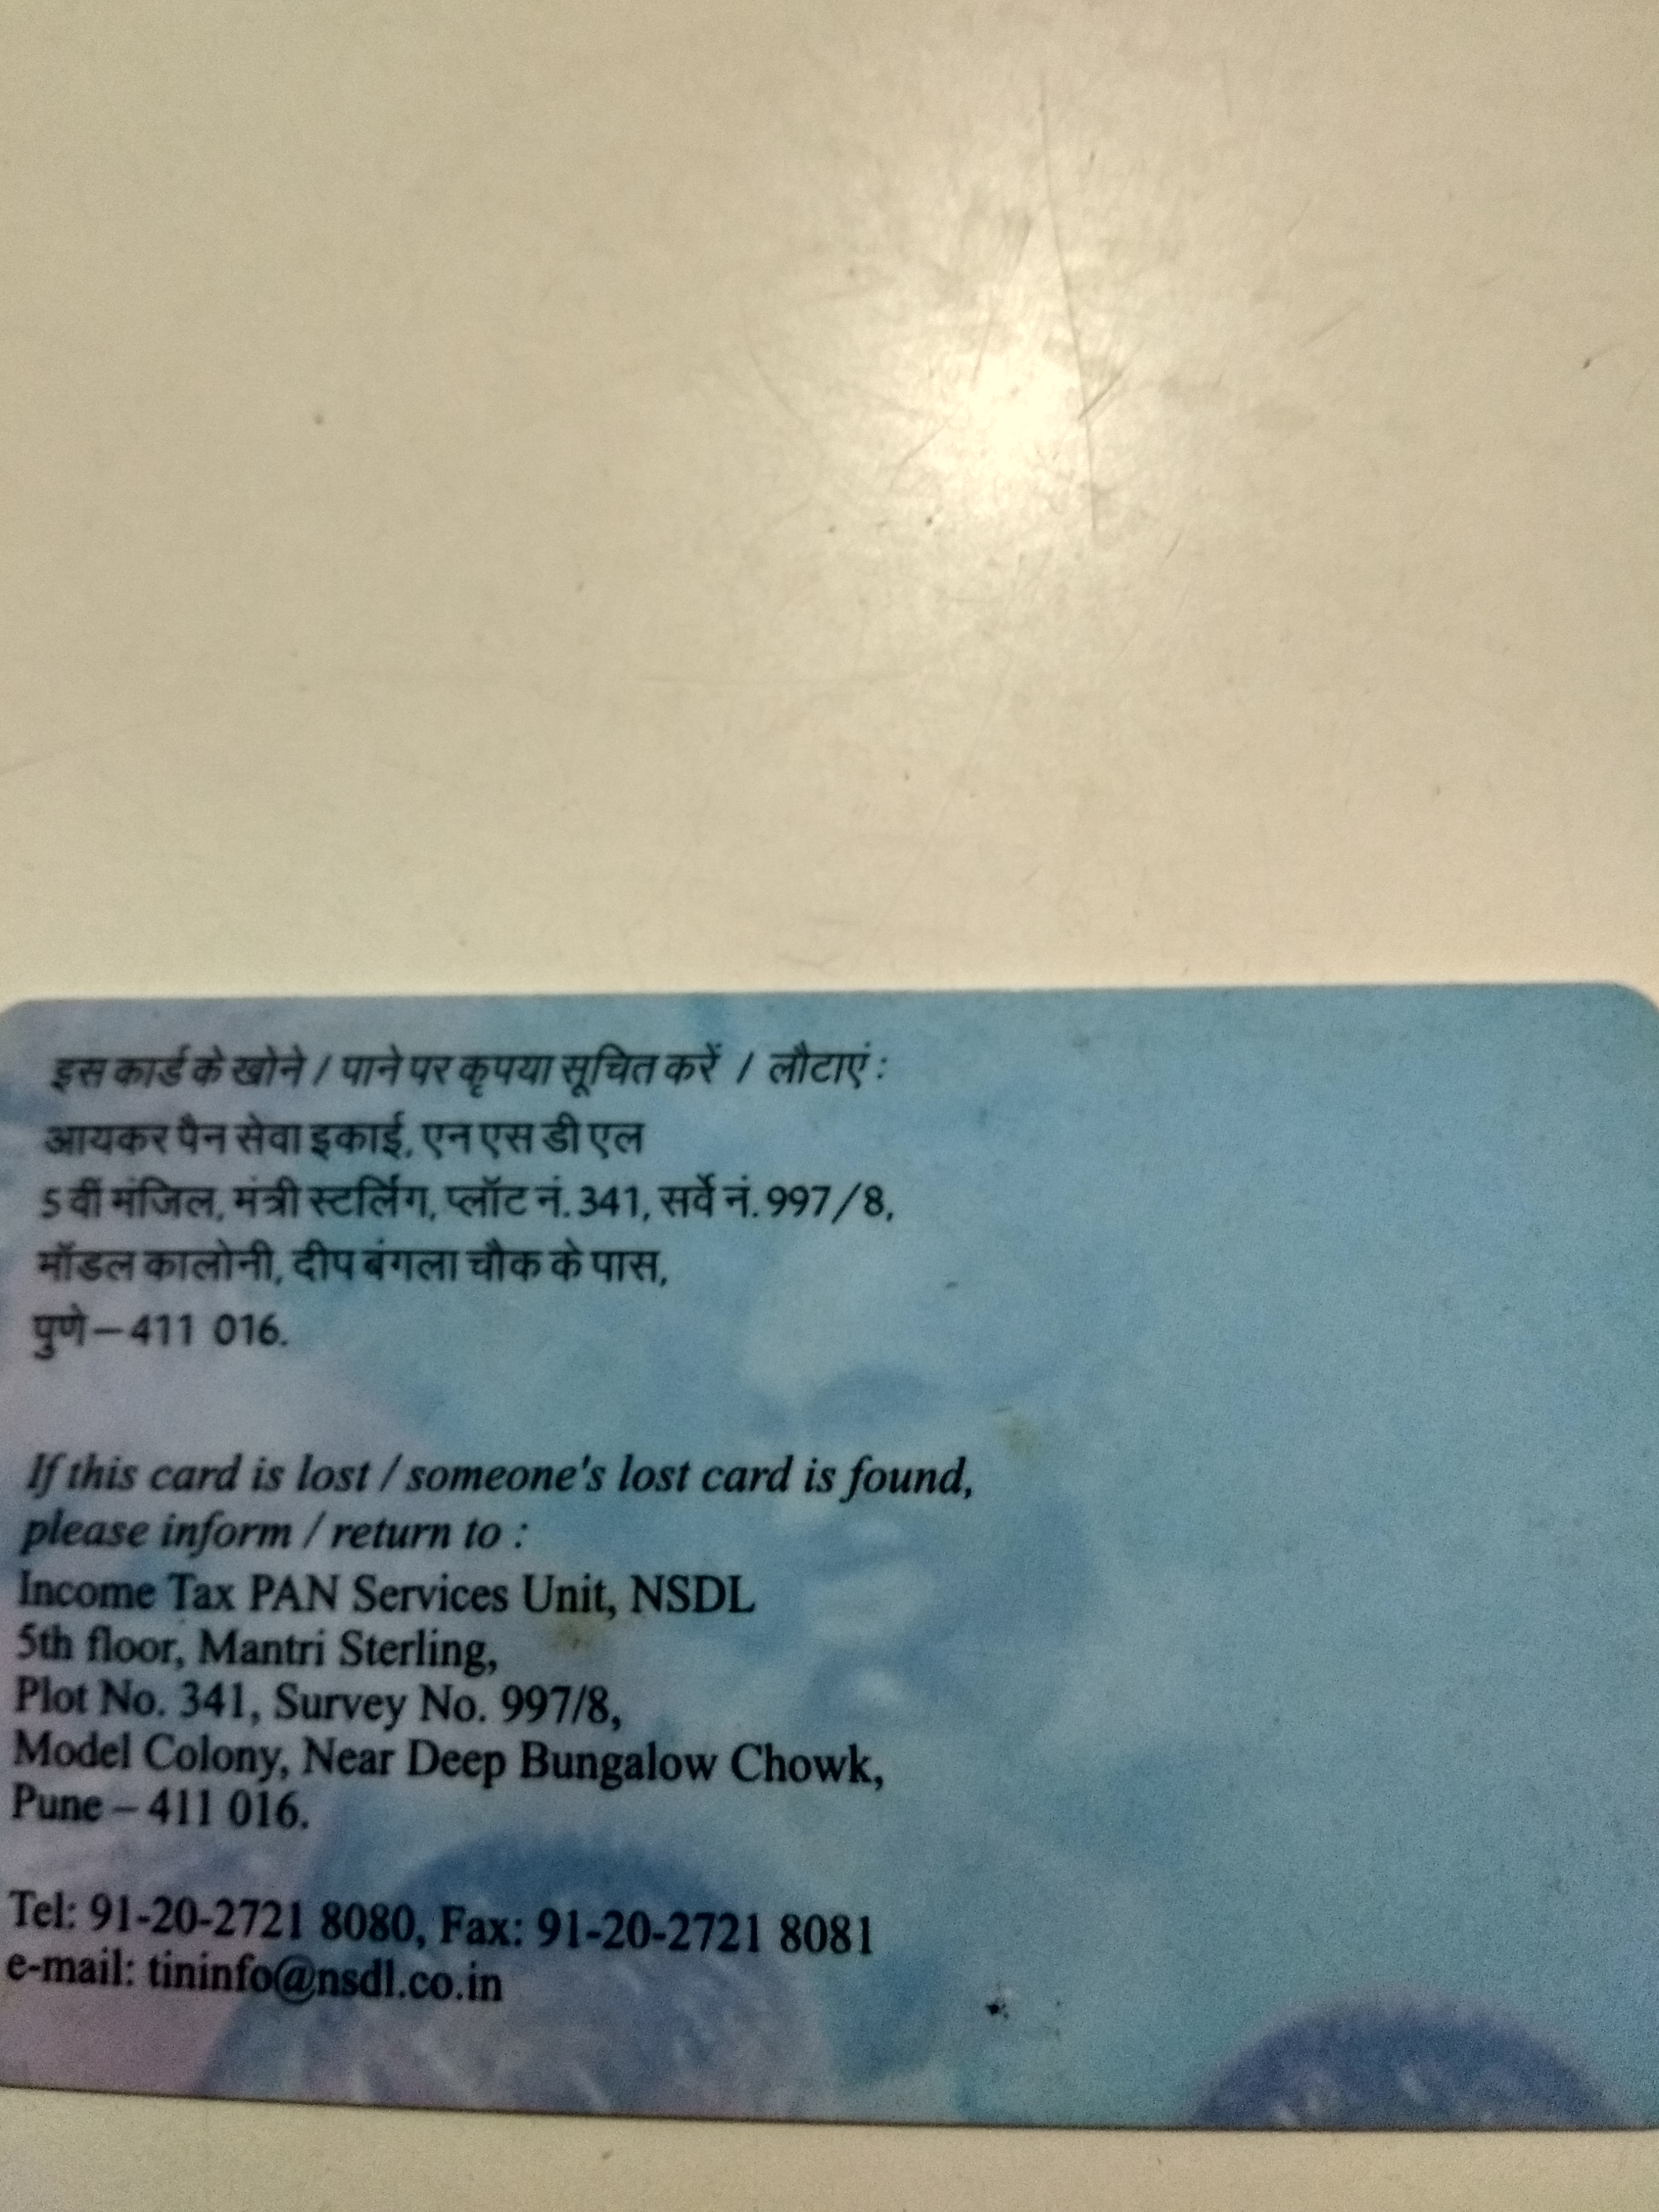 इस कार्ड के खोने / पाने पर कृपया सूचित करें / लौटाएं :
आयकर पैन सेवा इकाई, एन एस डी एल
5 वीं मंजिल, मंत्री स्टर्लिंग, प्लॉट नं. 341, सर्वे नं. 997/8,
मॉडल कालोनी, दीप बंगला चौक के पास,
पुणे – 411 016.
If this card is lost / someone's lost card is found,
please inform / return to :
Income Tax PAN Services Unit, NSDL
5th floor, Mantri Sterling,
Plot No. 341, Survey No. 997/8,
Model Colony, Near Deep Bungalow Chowk,
Pune – 411 016.
Tel: 91-20-2721 8080, Fax: 91-20-2721 8081
e-mail: tininfo@nsdl.co.in